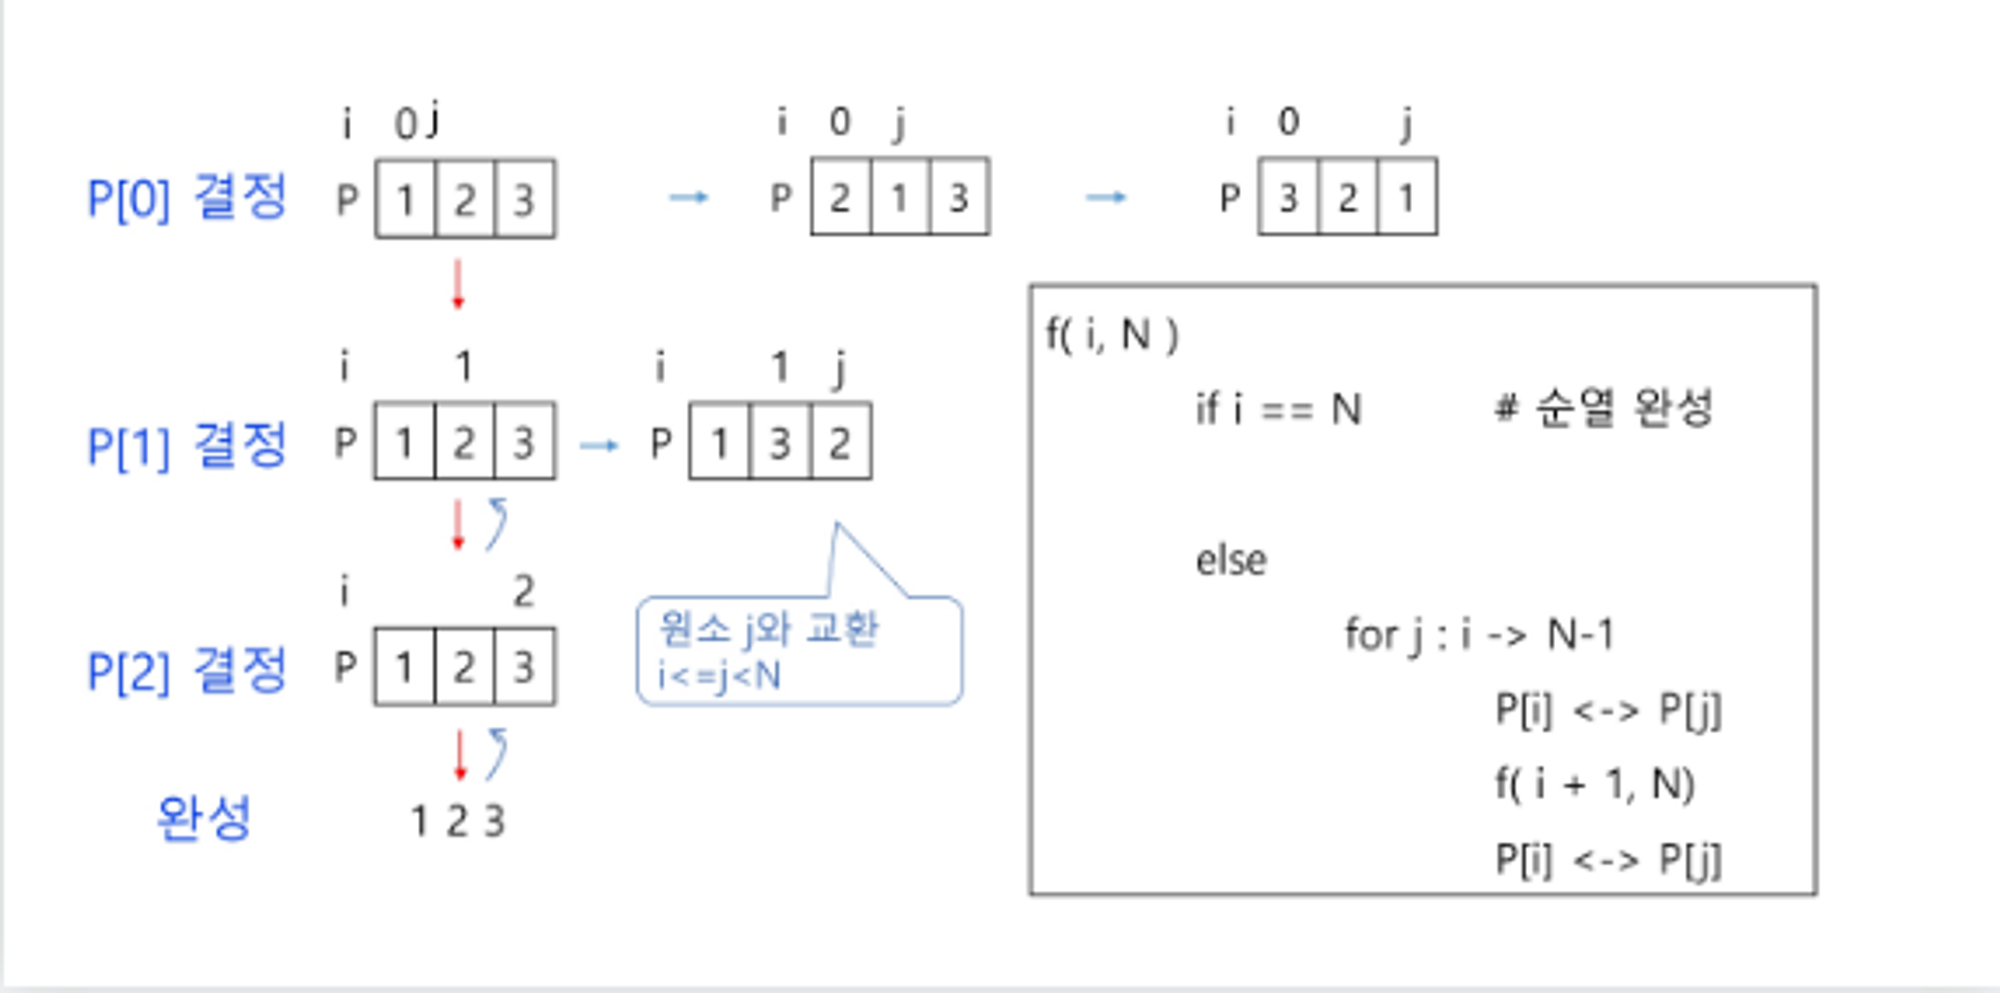 i 0 j
i 0 j
i 0 j
P[0] 결정 P 1 2 3 → P 2 1 3 → P 3 2 1
i 1
i 1 j
P[1] 결정 P 1 2 3 → P 1 3 2
i 2
P[2] 결정 P 1 2 3
원소 j와 교환
i<=j<N
완성 1 2 3
f( i, N )
if i == N # 순열 완성
else
for j : i -> N-1
P[i] <-> P[j]
f( i + 1, N)
P[i] <-> P[j]